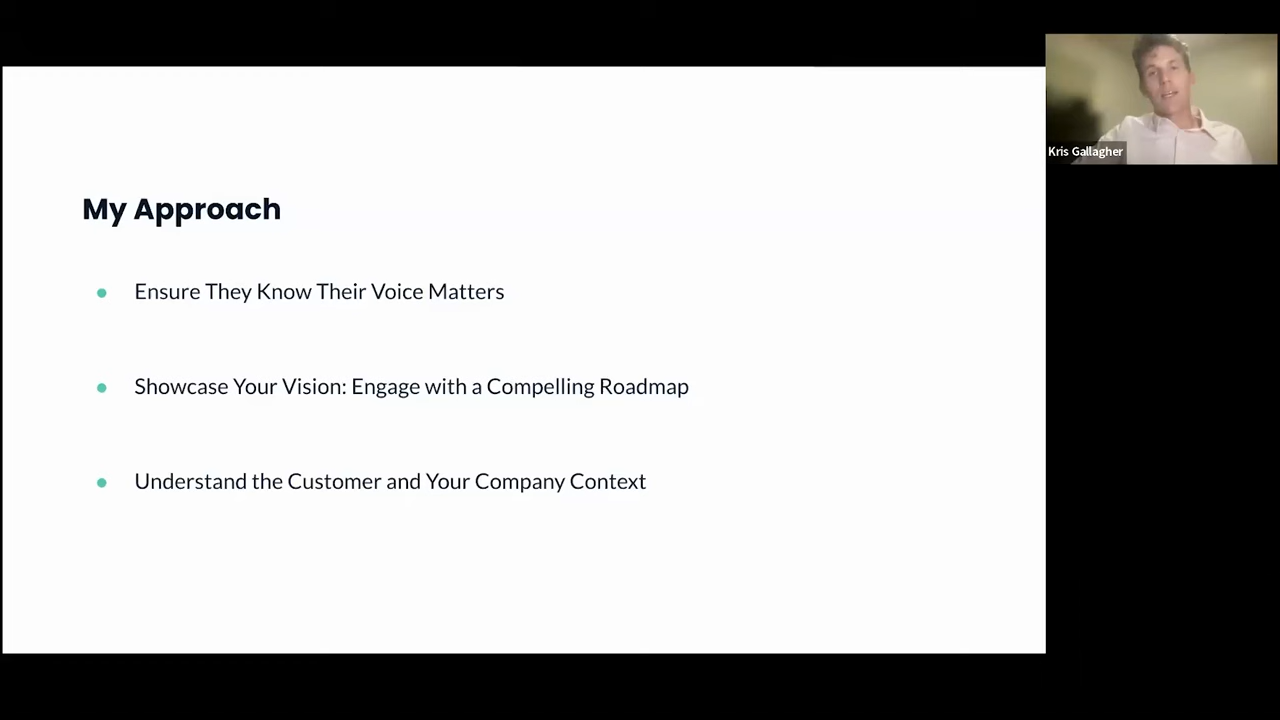 My Approach
Ensure They Know Their Voice Matters
Showcase Your Vision: Engage with a Compelling Roadmap
Understand the Customer and Your Company Context
Kris Gallagher